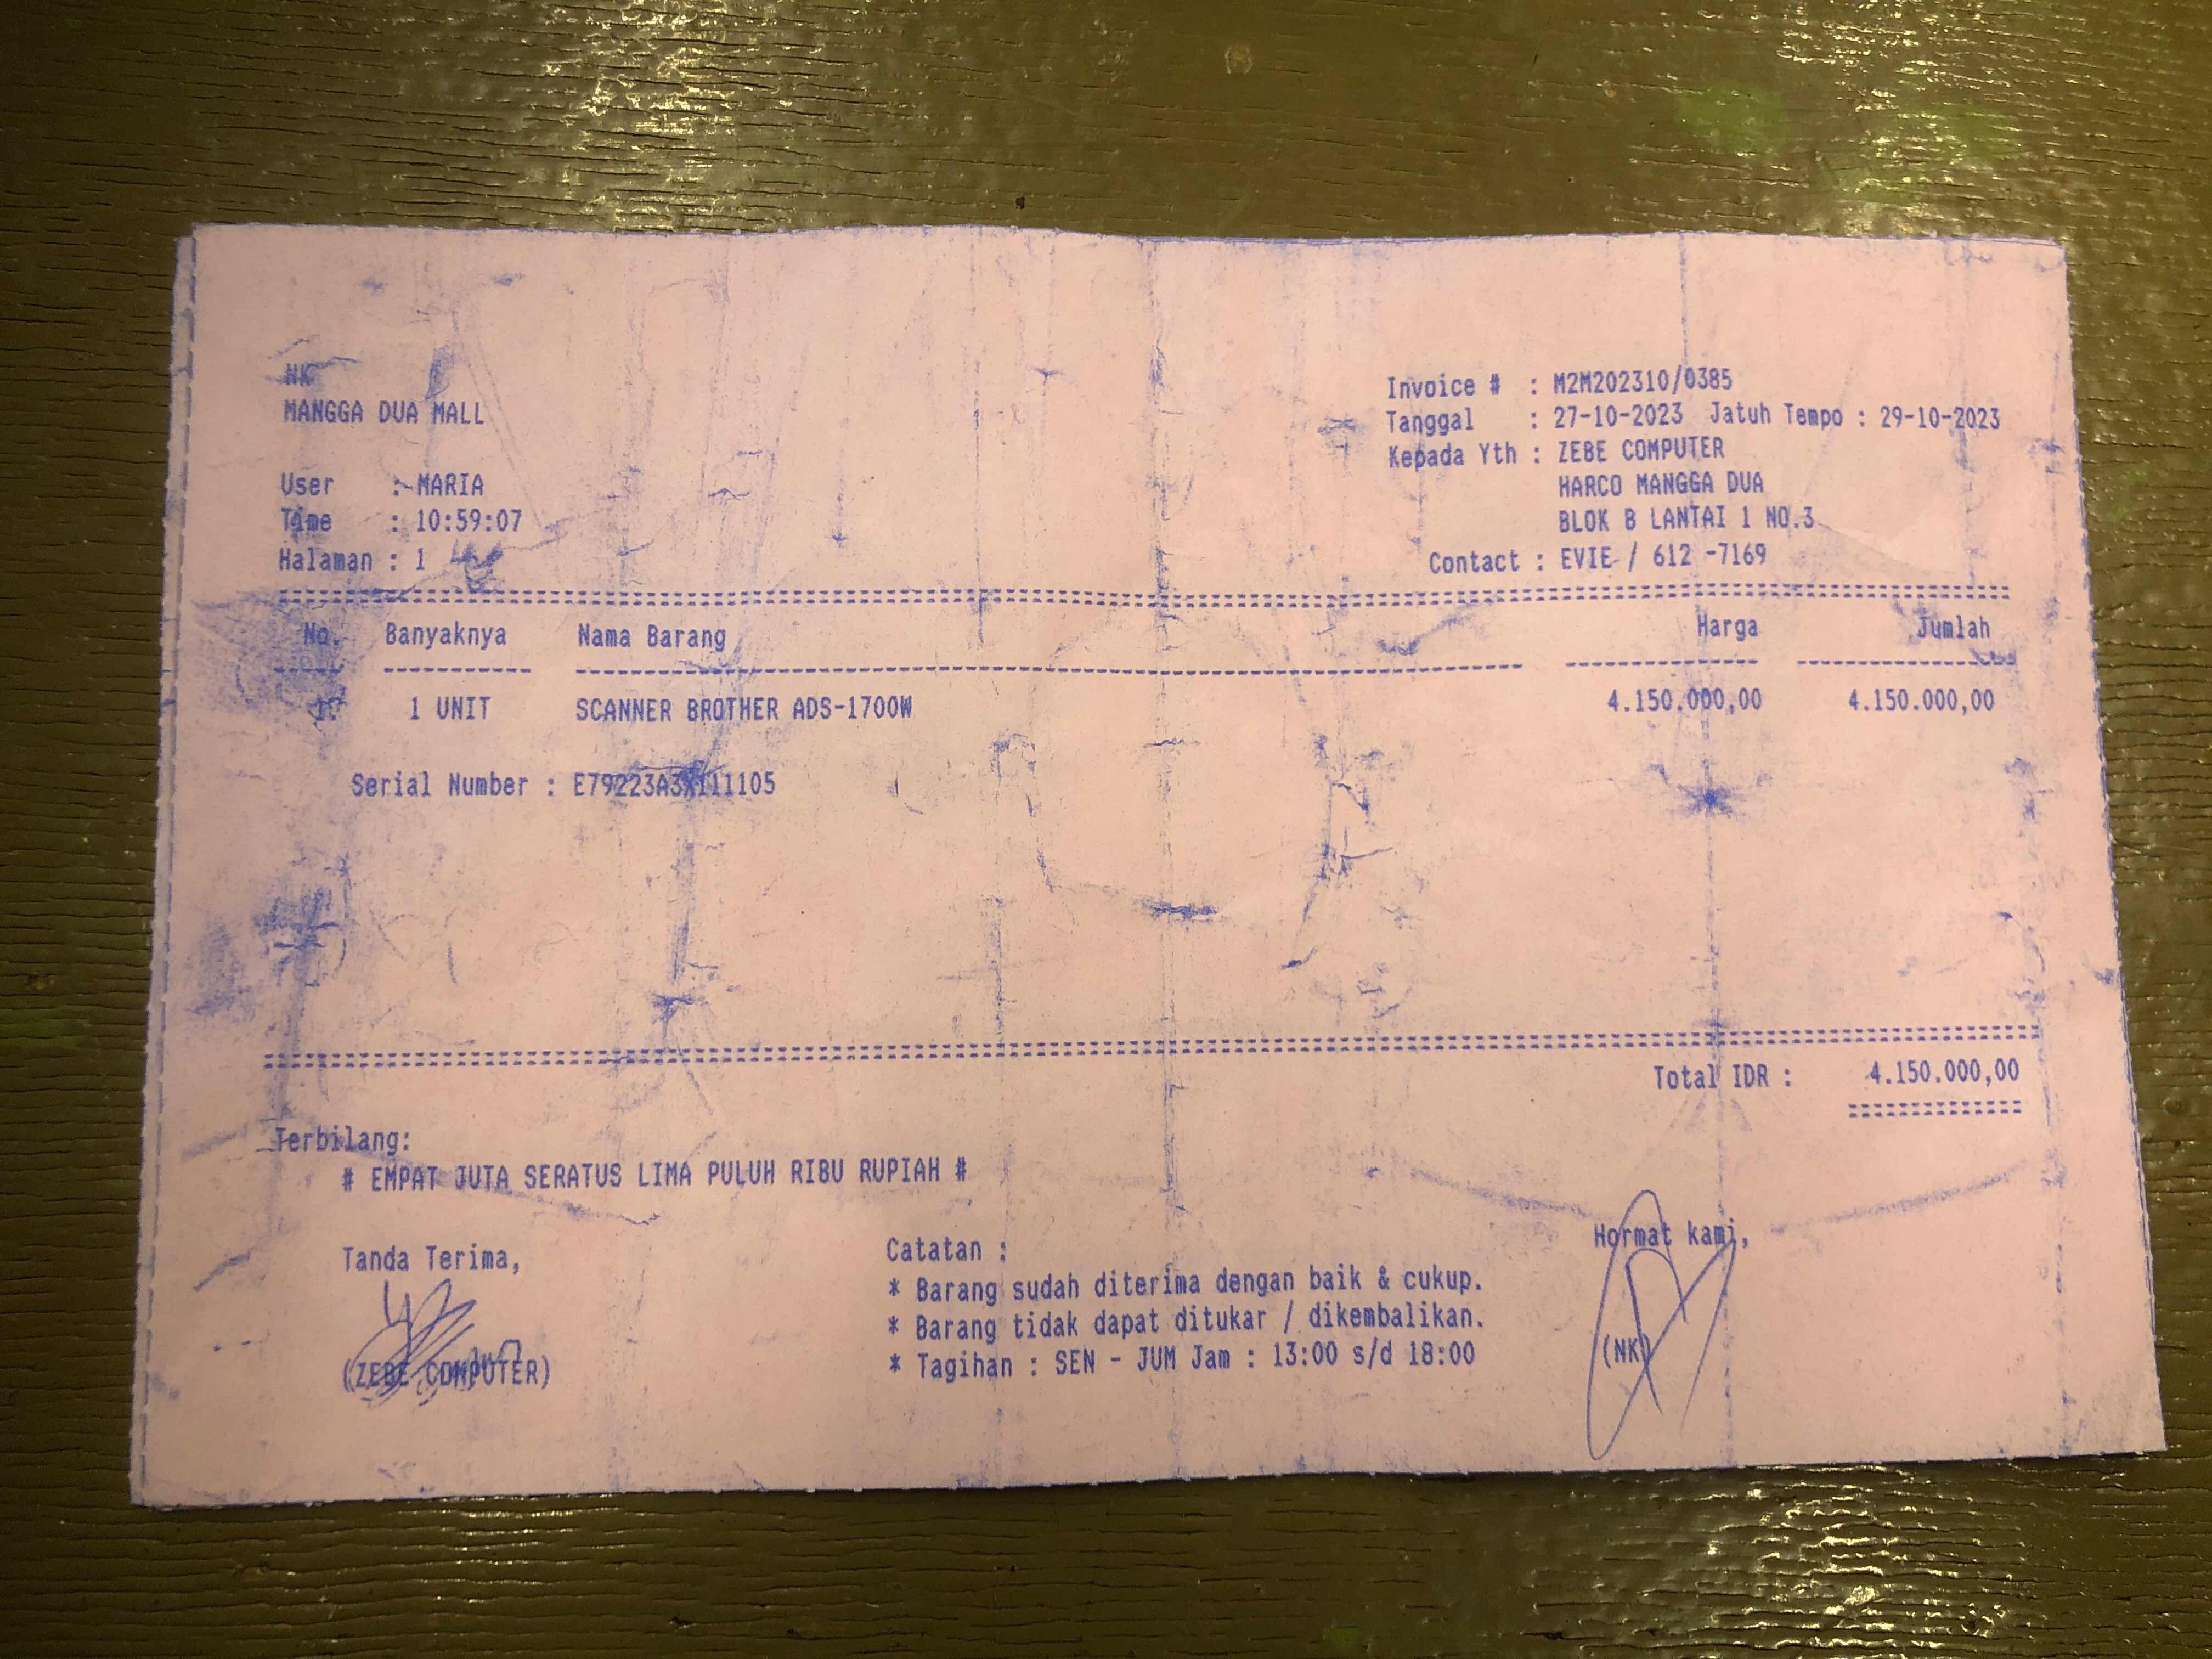 NK
MANGGA DUA MALL
User : MARIA
Time : 10:59:07
Halaman : 1
Invoice # : M2M202310/0385
Tanggal : 27-10-2023 Jatuh Tempo : 29-10-2023
Kepada Yth : ZEBE COMPUTER
HARCO MANGGA DUA
BLOK B LANTAI 1 NO.3
Contact : EVIE / 612 -7169
No. Banyaknya Nama Barang Harga Jumlah
1. 1 UNIT SCANNER BROTHER ADS-1700W 4.150.000,00 4.150.000,00
Serial Number : E79223A3X111105
Total IDR : 4.150.000,00
Terbilang:
# EMPAT JUTA SERATUS LIMA PULUH RIBU RUPIAH #
Tanda Terima,
(ZEBE COMPUTER)
Catatan :
* Barang sudah diterima dengan baik & cukup.
* Barang tidak dapat ditukar / dikembalikan.
* Tagihan : SEN - JUM Jam : 13:00 s/d 18:00
Hormat kami,
(NK)